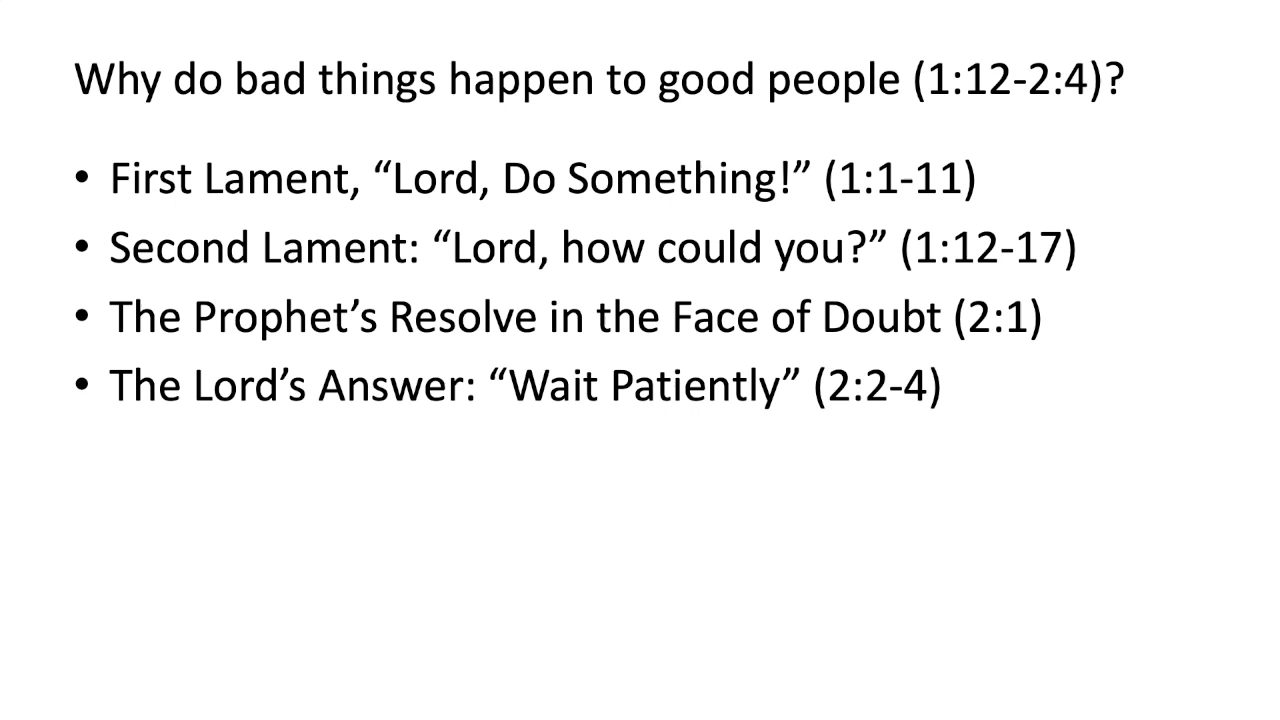 Why do bad things happen to good people (1:12-2:4)?
• First Lament, “Lord, Do Something!” (1:1-11)
• Second Lament: “Lord, how could you?” (1:12-17)
• The Prophet’s Resolve in the Face of Doubt (2:1)
• The Lord’s Answer: “Wait Patiently” (2:2-4)